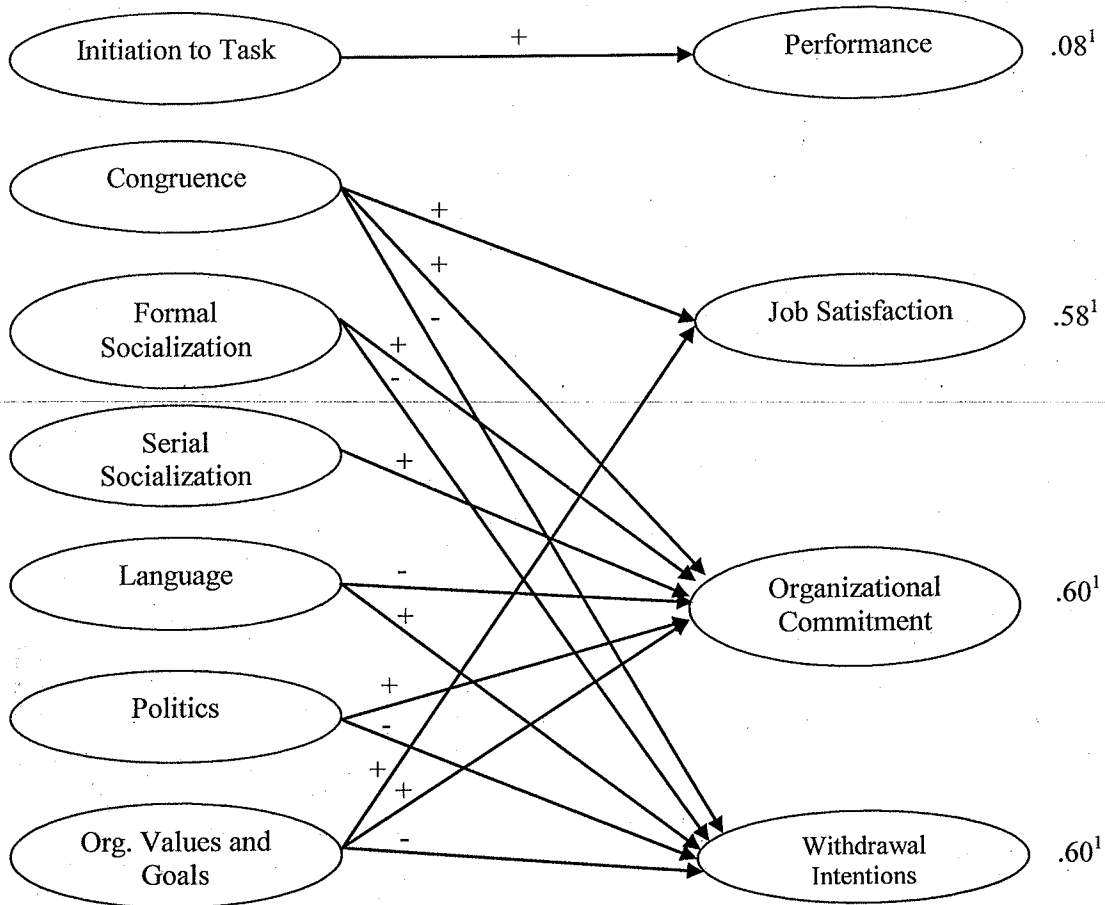 Initiation to Task
+
Performance
.08¹
Congruence
+
+
-
Formal
Socialization
+
-
Job Satisfaction
.58¹
Serial
Socialization
+
Language
-
+
Organizational
Commitment
.60¹
Politics
+
-
Org. Values and
Goals
+
+
-
Withdrawal
Intentions
.60¹